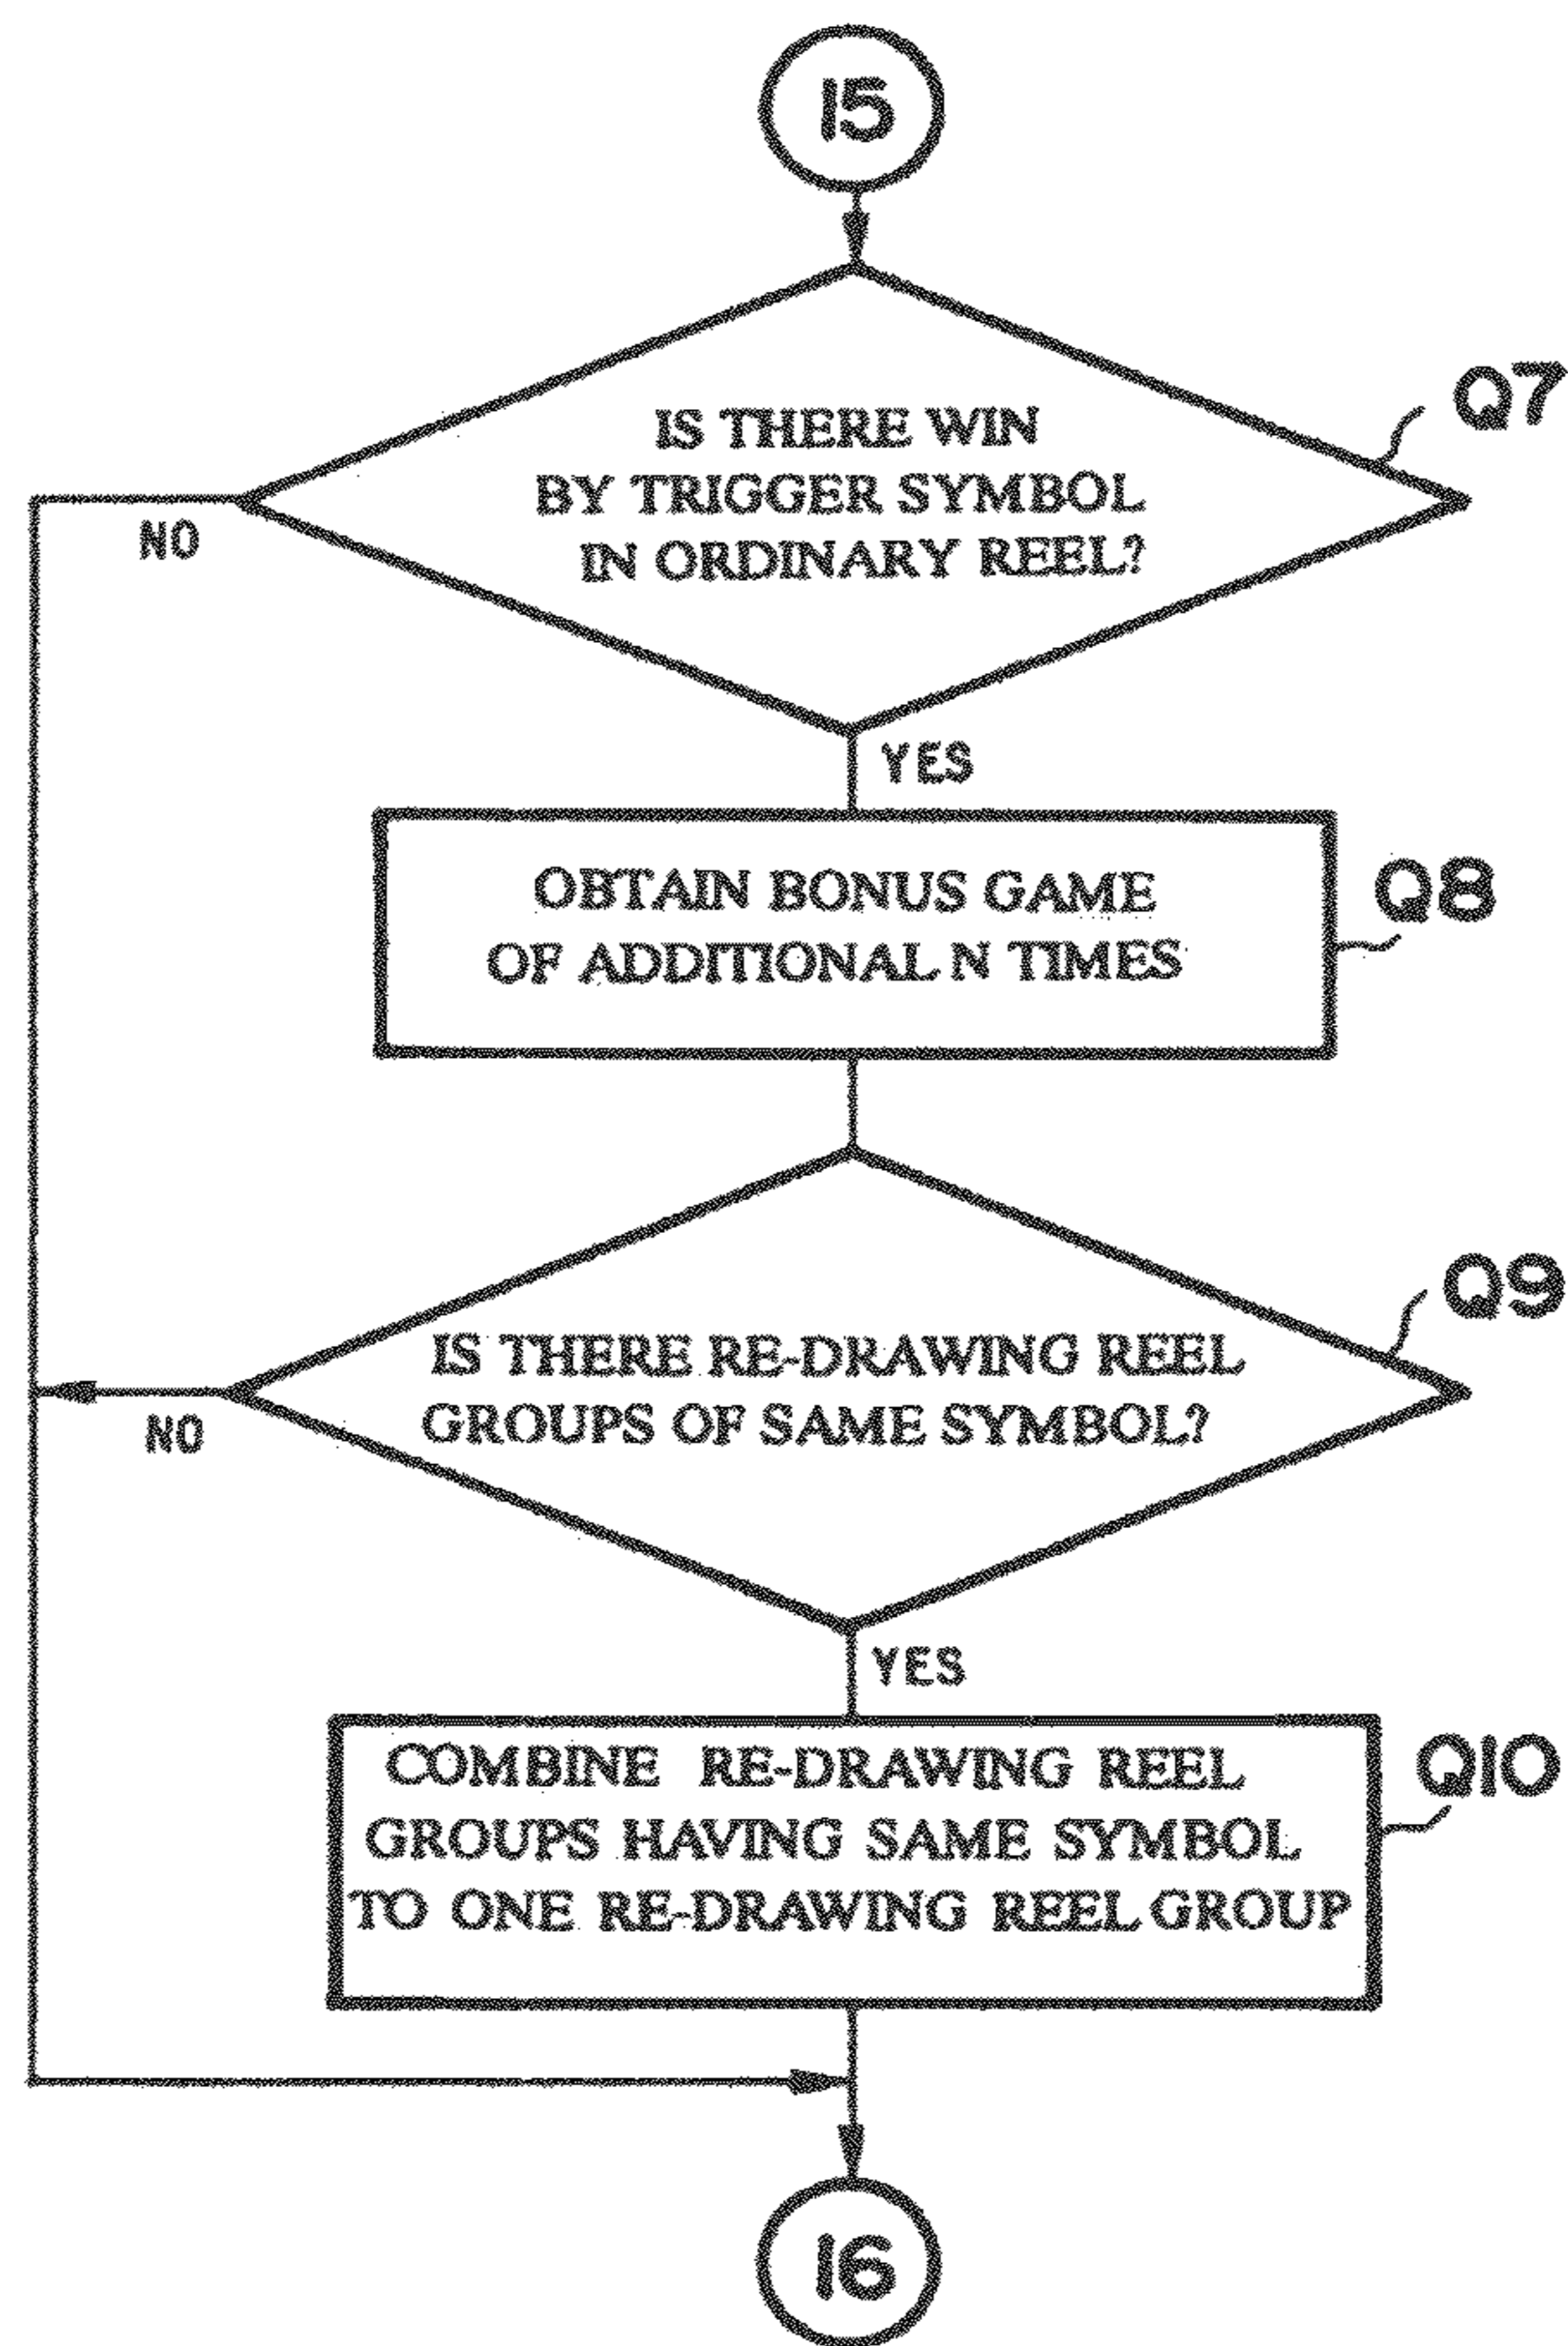 15
IS THERE WIN
BY TRIGGER SYMBOL
IN ORDINARY REEL?
Q7
NO
YES
OBTAIN BONUS GAME
OF ADDITIONAL N TIMES
Q8
IS THERE RE-DRAWING REEL
GROUPS OF SAME SYMBOL?
Q9
NO
YES
COMBINE RE-DRAWING REEL
GROUPS HAVING SAME SYMBOL
TO ONE RE-DRAWING REEL GROUP
Q10
16